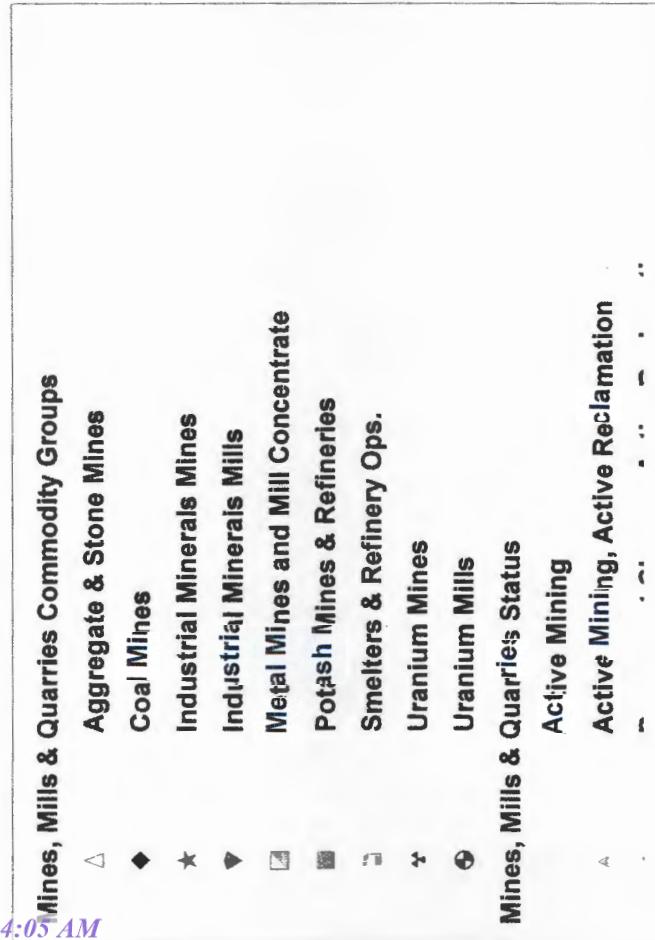 Mines, Mills & Quarries Commodity Groups
Aggregate & Stone Mines
Coal Mines
Industrial Minerals Mines
Industrial Minerals Mills
Metal Mines and Mill Concentrate
Potash Mines & Refineries
Smelters & Refinery Ops.
Uranium Mines
Uranium Mills
Mines, Mills & Quarries Status
Active Mining
Active Mining, Active Reclamation
4:05 AM